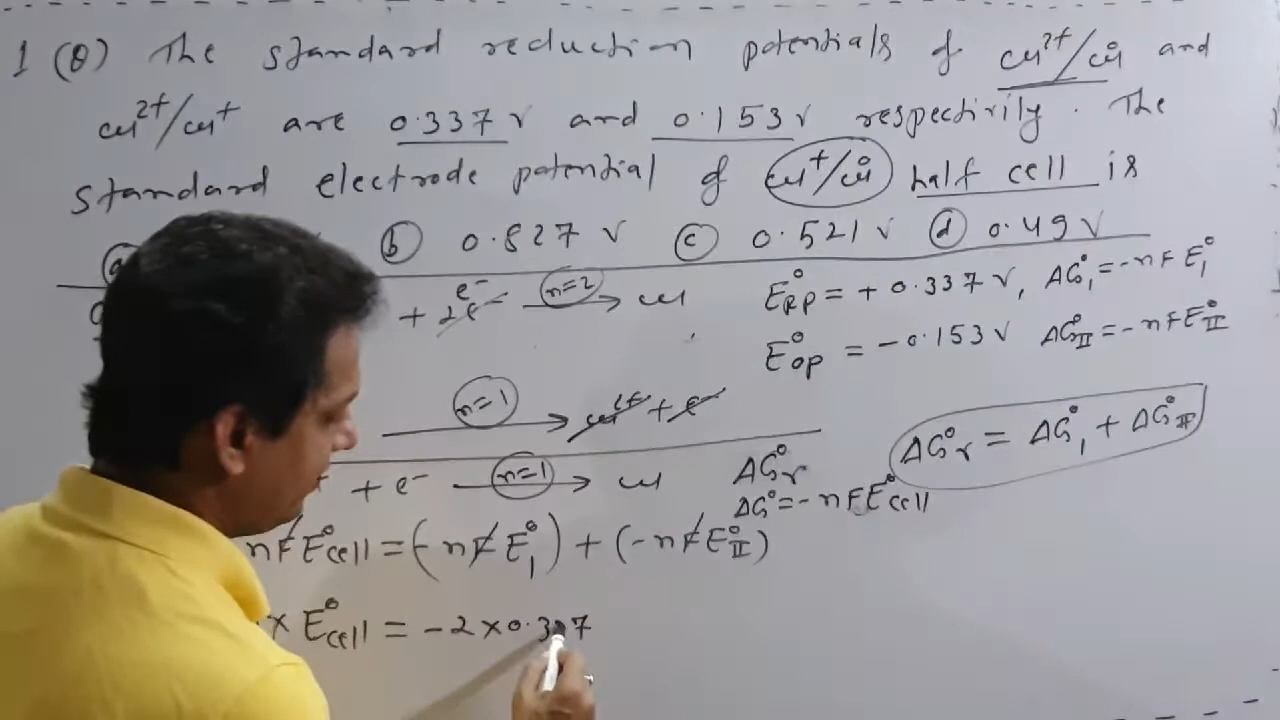 1 (Q) The standard reduction potentials of Cu²⁺/Cu° and
Cu²⁺/Cu⁺ are 0.337 V and 0.153 V respectivily. The
standard electrode potential of Cu⁺/Cu° half cell is
(a) (b) 0.827 V (c) 0.521 V (d) 0.49 V
+ 2e⁻ e⁻ n=2 → Cu E°RP = + 0.337 V, ΔG°₁ = -nFE°₁
E°OP = -0.153 V ΔG°II = -nFE°II
n=1 → Cu²⁺ + e⁻
ΔG°r = ΔG°₁ + ΔG°II
+ e⁻ n=1 → Cu ΔG°r
ΔG° = -nFE°cell
nFE°cell = (-nFE°₁) + (-nFE°II)
× E°cell = -2×0.337